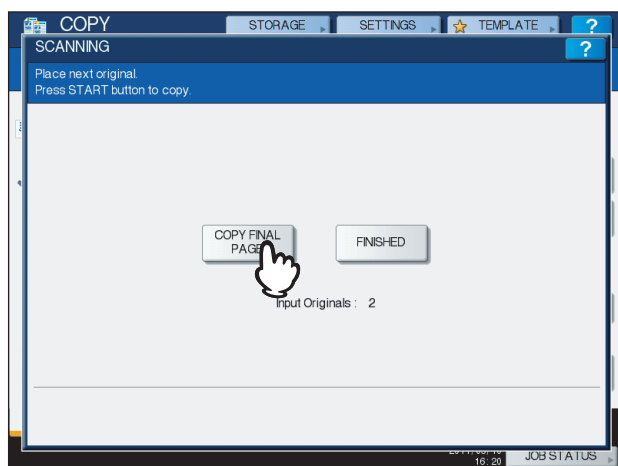 COPY
STORAGE
SETTINGS
TEMPLATE
?
SCANNING
?
Place next original.
Press START button to copy.
COPY FINAL
PAGE
FINISHED
Input Originals : 2
16:20
JOB STATUS